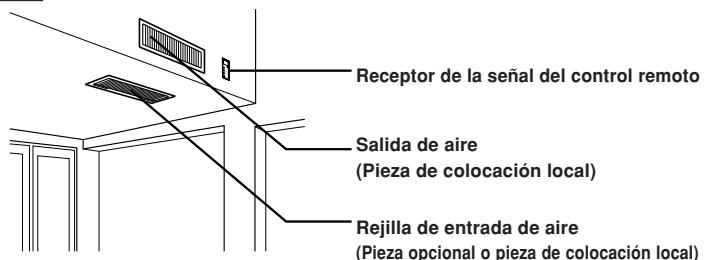 Receptor de la señal del control remoto
Salida de aire
(Pieza de colocación local)
Rejilla de entrada de aire
(Pieza opcional o pieza de colocación local)